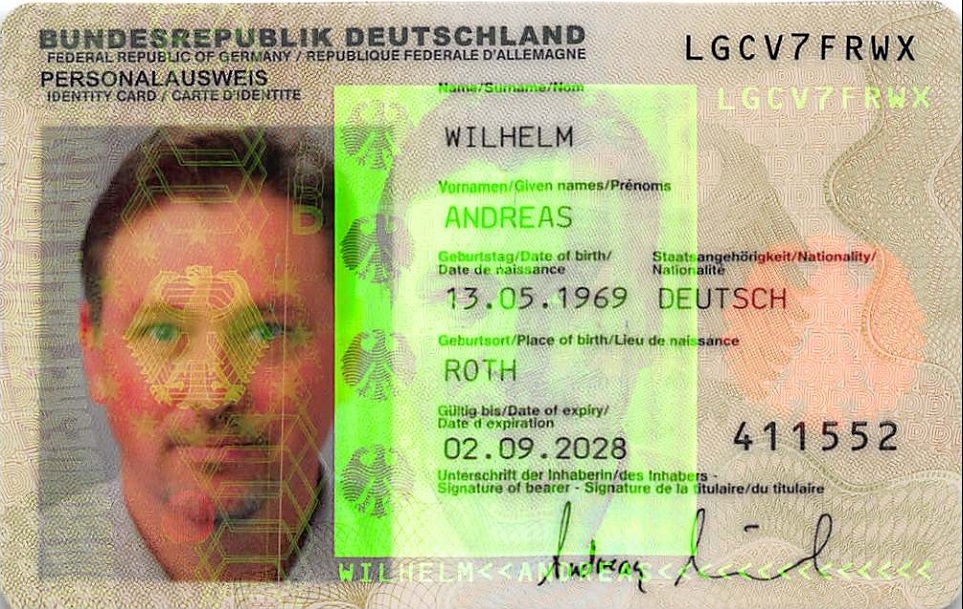 BUNDESREPUBLIK DEUTSCHLAND
FEDERAL REPUBLIC OF GERMANY / REPUBLIQUE FEDERALE D'ALLEMAGNE
PERSONALAUSWEIS
IDENTITY CARD / CARTE D'IDENTITE
LGCV7FRWX
LGCV7FRWX
Name/Surname/Nom
WILHELM
Vornamen/Given names/Prénoms
ANDREAS
Geburtstag/Date of birth/
Date de naissance
Staatsangehörigkeit/Nationality/
Nationalité
13.05.1969 DEUTSCH
Geburtsort/Place of birth/Lieu de naissance
ROTH
Gültig bis/Date of expiry/
Date d expiration
02.09.2028
411552
Unterschrift der Inhaberin/des Inhabers -
Signature of bearer - Signature de la titulaire/du titulaire
Andreas
WILHELM<<ANDREAS<<<<<<<<<<<<<